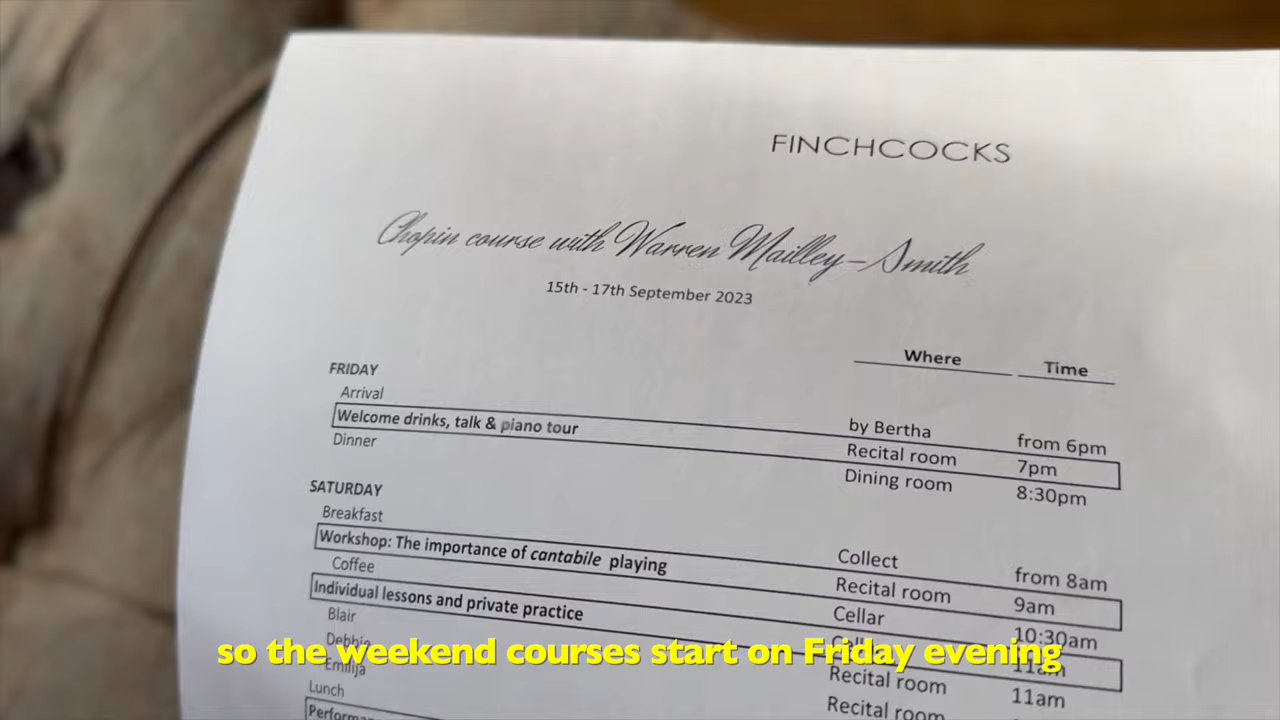 FINCHCOCKS
Chopin course with Warren Mailley-Smith
15th - 17th September 2023
Where Time
FRIDAY
Arrival by Bertha from 6pm
Welcome drinks, talk & piano tour Recital room 7pm
Dinner Dining room 8:30pm
SATURDAY
Breakfast Collect from 8am
Workshop: The importance of cantabile playing Recital room 9am
Coffee Cellar 10:30am
Individual lessons and private practice 11am
Blair Recital room 11am
Debbie Recital room
Emilija
Lunch
so the weekend courses start on Friday evening